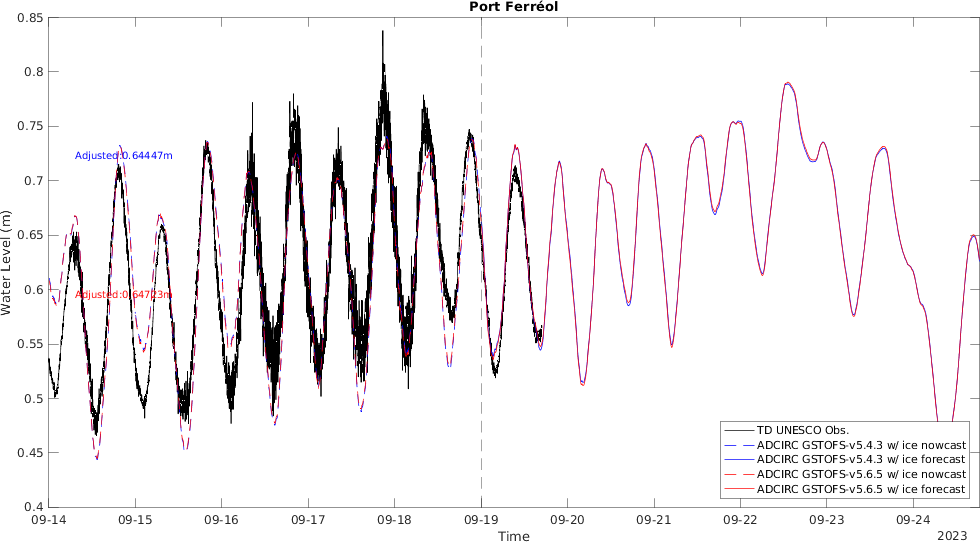 Port Ferréol
Water Level (m)
0.85
0.8
0.75
0.7
0.65
0.6
0.55
0.5
0.45
0.4
Adjusted:0.64447m
Adjusted:0.64723m
TD UNESCO Obs.
ADCIRC GSTOFS-v5.4.3 w/ ice nowcast
ADCIRC GSTOFS-v5.4.3 w/ ice forecast
ADCIRC GSTOFS-v5.6.5 w/ ice nowcast
ADCIRC GSTOFS-v5.6.5 w/ ice forecast
09-14 09-15 09-16 09-17 09-18 09-19 09-20 09-21 09-22 09-23 09-24
Time
2023